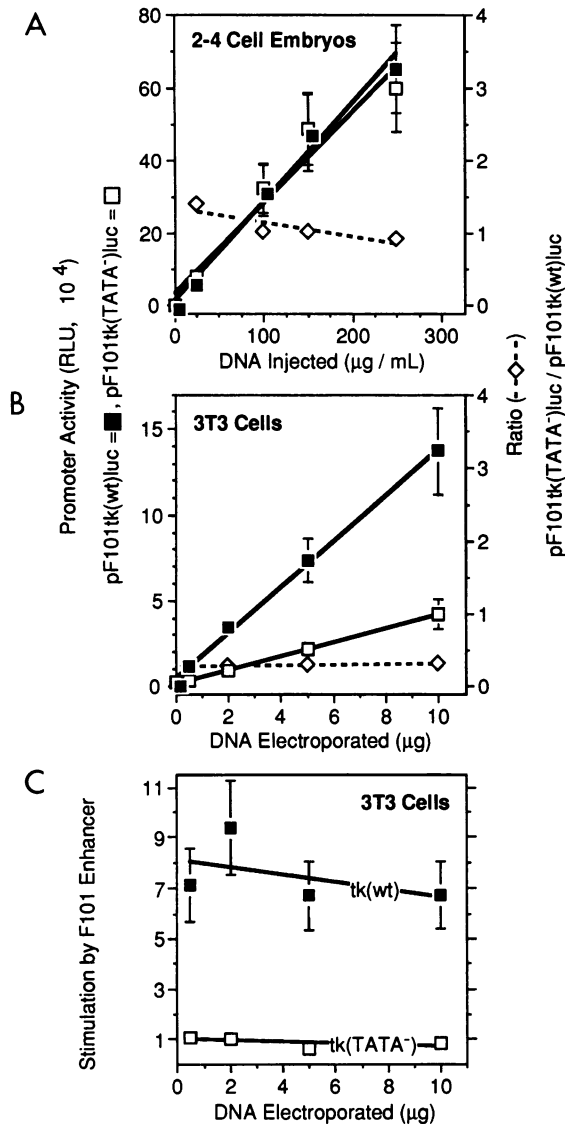 A
2-4 Cell Embryos
80
60
40
20
0
4
3
2
1
0
0
100
200
300
DNA Injected (µg / mL)
Promoter Activity (RLU, 10 4)
pF101tk(wt)luc = ■, pF101tk(TATA-)luc = □
Ratio (--◇--)
pF101tk(TATA-)luc / pF101tk(wt)luc
B
3T3 Cells
15
10
5
0
4
3
2
1
0
0
2
4
6
8
10
DNA Electroporated (µg)
C
3T3 Cells
11
9
7
5
3
1
tk(wt)
tk(TATA-)
0
2
4
6
8
10
Stimulation by F101 Enhancer
DNA Electroporated (µg)